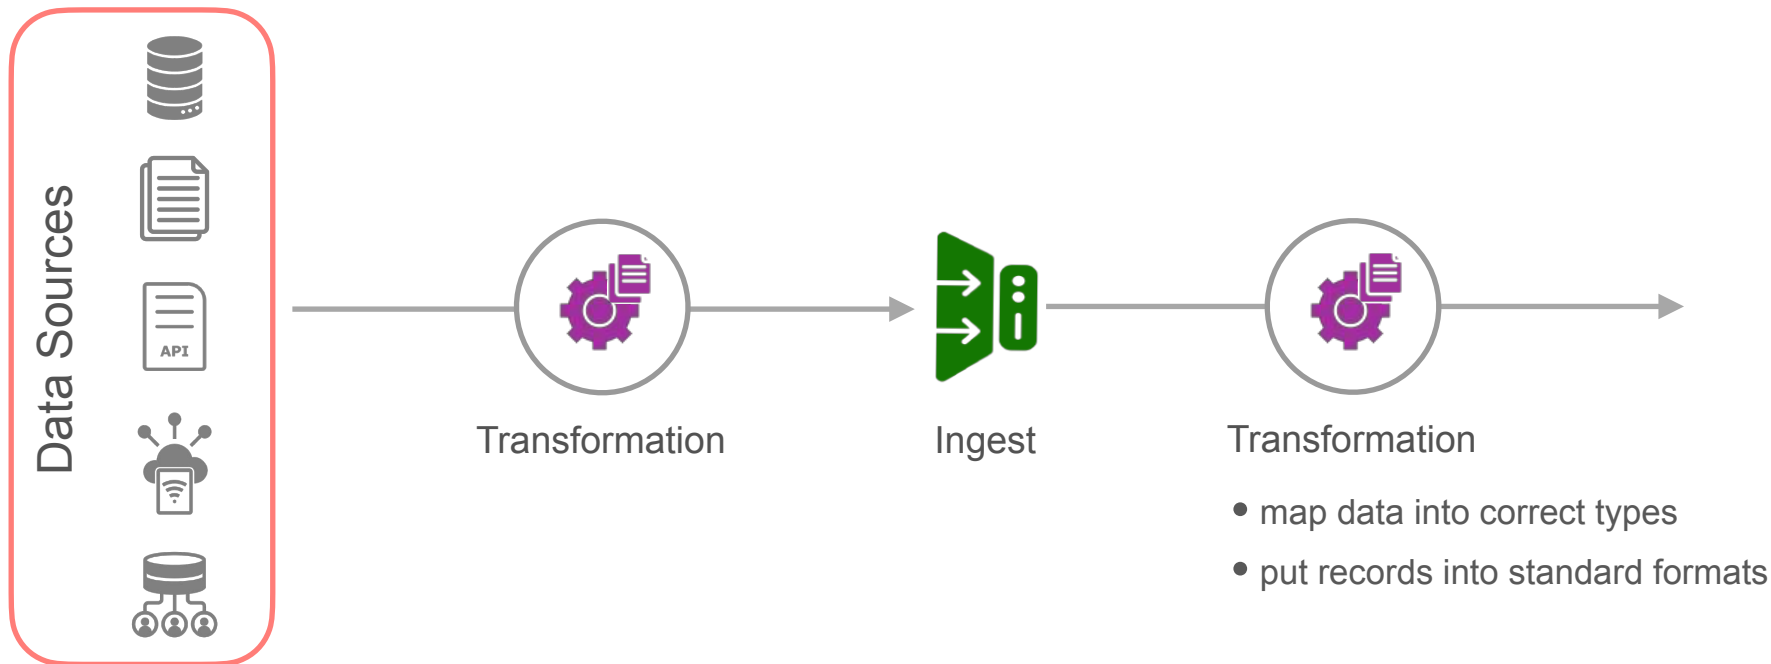 Data Sources
API
Transformation
Ingest
Transformation
• map data into correct types
• put records into standard formats